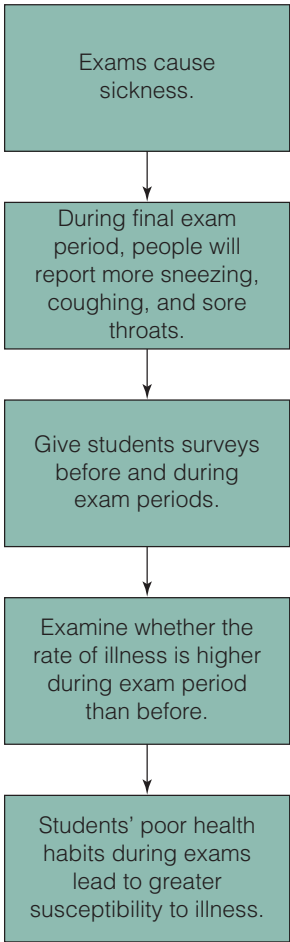 Exams cause
sickness.
During final exam
period, people will
report more sneezing,
coughing, and sore
throats.
Give students surveys
before and during
exam periods.
Examine whether the
rate of illness is higher
during exam period
than before.
Students’ poor health
habits during exams
lead to greater
susceptibility to illness.